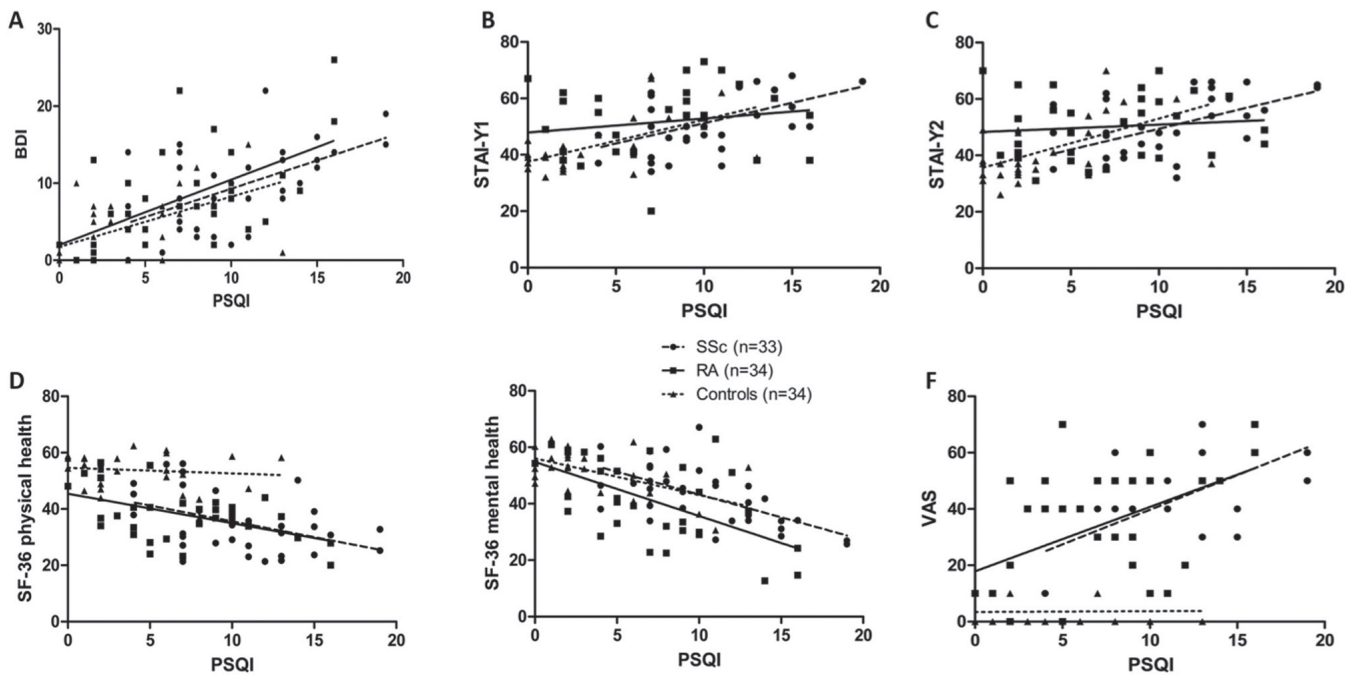 A
BDI
30
20
10
0
0 5 10 15 20
PSQI
B
STAI-Y1
80
60
40
20
0
0 5 10 15 20
PSQI
C
STAI-Y2
80
60
40
20
0
0 5 10 15 20
PSQI
SSc (n=33)
RA (n=34)
Controls (n=34)
D
SF-36 physical health
80
60
40
20
0
0 5 10 15 20
PSQI
SF-36 mental health
80
60
40
20
0
0 5 10 15 20
PSQI
F
VAS
80
60
40
20
0
0 5 10 15 20
PSQI